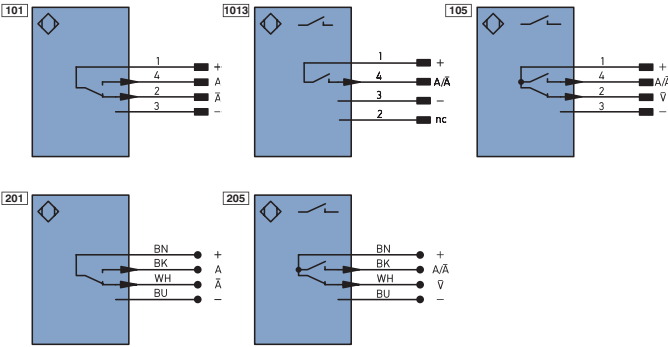 101
1 +
4 A
2 Ā
3 −
1013
1 +
4 A/Ā
3 −
2 nc
105
1 +
4 A/Ā
2 V̄
3 −
201
BN +
BK A
WH Ā
BU −
205
BN +
BK A/Ā
WH V̄
BU −